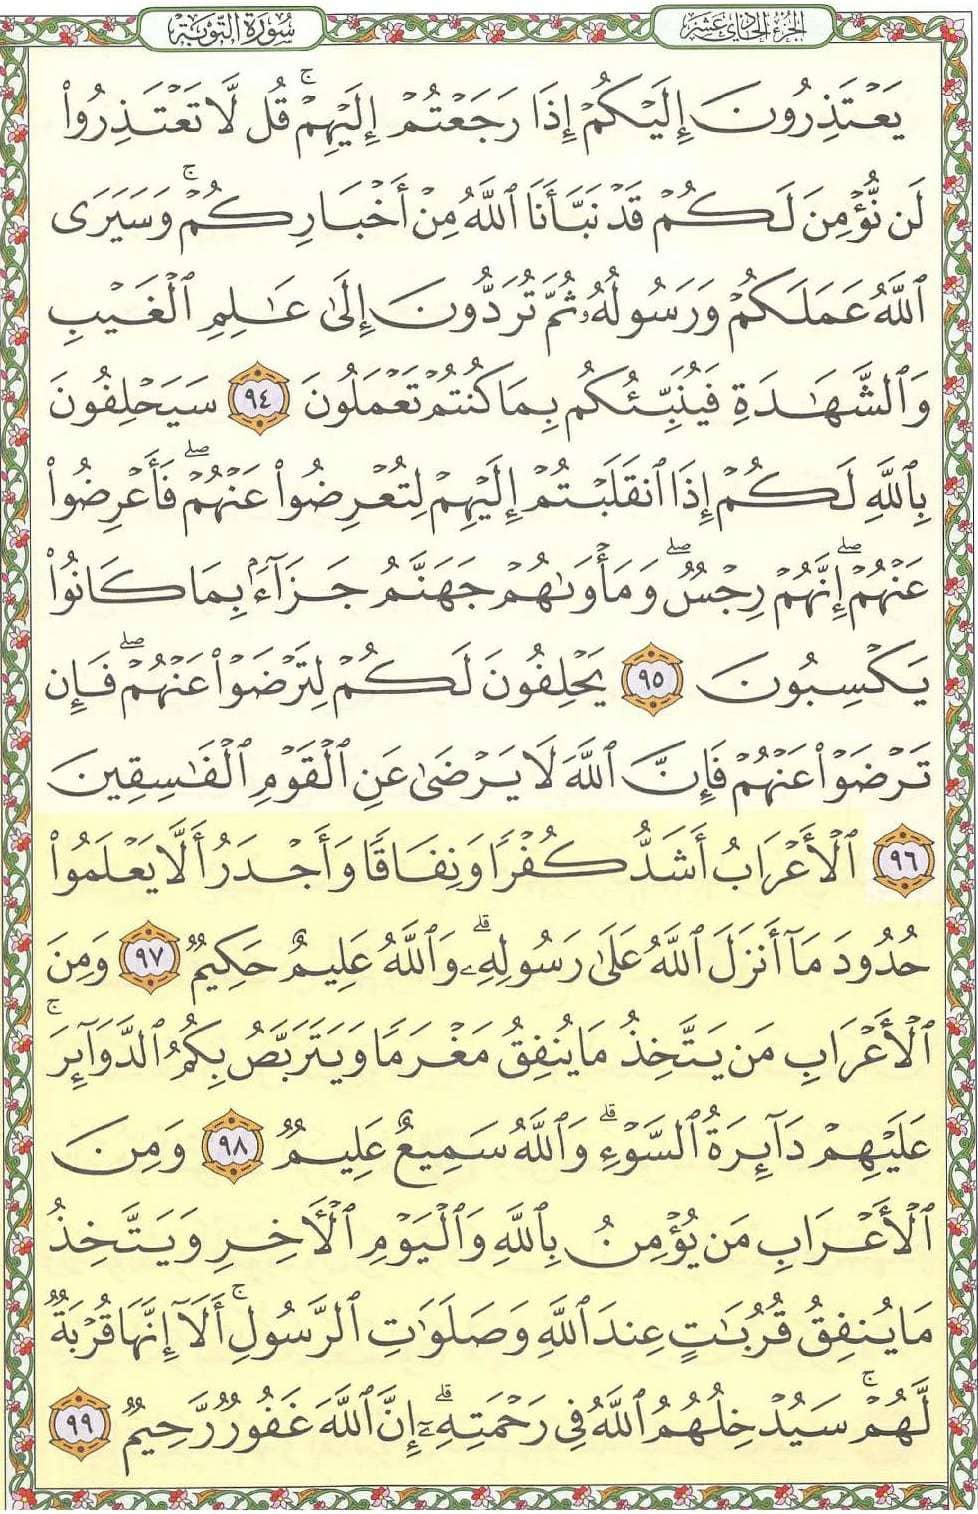 الجزء الحادي عشر
سورة التوبة
يَعْتَذِرُونَ إِلَيْكُمْ إِذَا رَجَعْتُمْ إِلَيْهِمْ ۚ قُل لَّا تَعْتَذِرُوا۟
لَن نُّؤْمِنَ لَكُمْ قَدْ نَبَّأَنَا ٱللَّهُ مِنْ أَخْبَارِكُمْ ۚ وَسَيَرَى
ٱللَّهُ عَمَلَكُمْ وَرَسُولُهُۥ ثُمَّ تُرَدُّونَ إِلَىٰ عَـٰلِمِ ٱلْغَيْبِ
وَٱلشَّهَـٰدَةِ فَيُنَبِّئُكُم بِمَا كُنتُمْ تَعْمَلُونَ ٩٤ سَيَحْلِفُونَ
بِٱللَّهِ لَكُمْ إِذَا ٱنقَلَبْتُمْ إِلَيْهِمْ لِتُعْرِضُوا۟ عَنْهُمْ ۖ فَأَعْرِضُوا۟
عَنْهُمْ ۖ إِنَّهُمْ رِجْسٌ ۖ وَمَأْوَىٰهُمْ جَهَنَّمُ جَزَآءًۢ بِمَا كَانُوا۟
يَكْسِبُونَ ٩٥ يَحْلِفُونَ لَكُمْ لِتَرْضَوْا۟ عَنْهُمْ ۖ فَإِن
تَرْضَوْا۟ عَنْهُمْ فَإِنَّ ٱللَّهَ لَا يَرْضَىٰ عَنِ ٱلْقَوْمِ ٱلْفَـٰسِقِينَ
٩٦ ٱلْأَعْرَابُ أَشَدُّ كُفْرًا وَنِفَاقًا وَأَجْدَرُ أَلَّا يَعْلَمُوا۟
حُدُودَ مَآ أَنزَلَ ٱللَّهُ عَلَىٰ رَسُولِهِۦ ۗ وَٱللَّهُ عَلِيمٌ حَكِيمٌ ٩٧ وَمِنَ
ٱلْأَعْرَابِ مَن يَتَّخِذُ مَا يُنفِقُ مَغْرَمًا وَيَتَرَبَّصُ بِكُمُ ٱلدَّوَآئِرَ ۚ
عَلَيْهِمْ دَآئِرَةُ ٱلسَّوْءِ ۗ وَٱللَّهُ سَمِيعٌ عَلِيمٌ ٩٨ وَمِنَ
ٱلْأَعْرَابِ مَن يُؤْمِنُ بِٱللَّهِ وَٱلْيَوْمِ ٱلْـَٔاخِرِ وَيَتَّخِذُ
مَا يُنفِقُ قُرُبَـٰتٍ عِندَ ٱللَّهِ وَصَلَوَٰتِ ٱلرَّسُولِ ۚ أَلَآ إِنَّهَا قُرْبَةٌ
لَّهُمْ ۚ سَيُدْخِلُهُمُ ٱللَّهُ فِى رَحْمَتِهِۦٓ ۗ إِنَّ ٱللَّهَ غَفُورٌ رَّحِيمٌ ٩٩